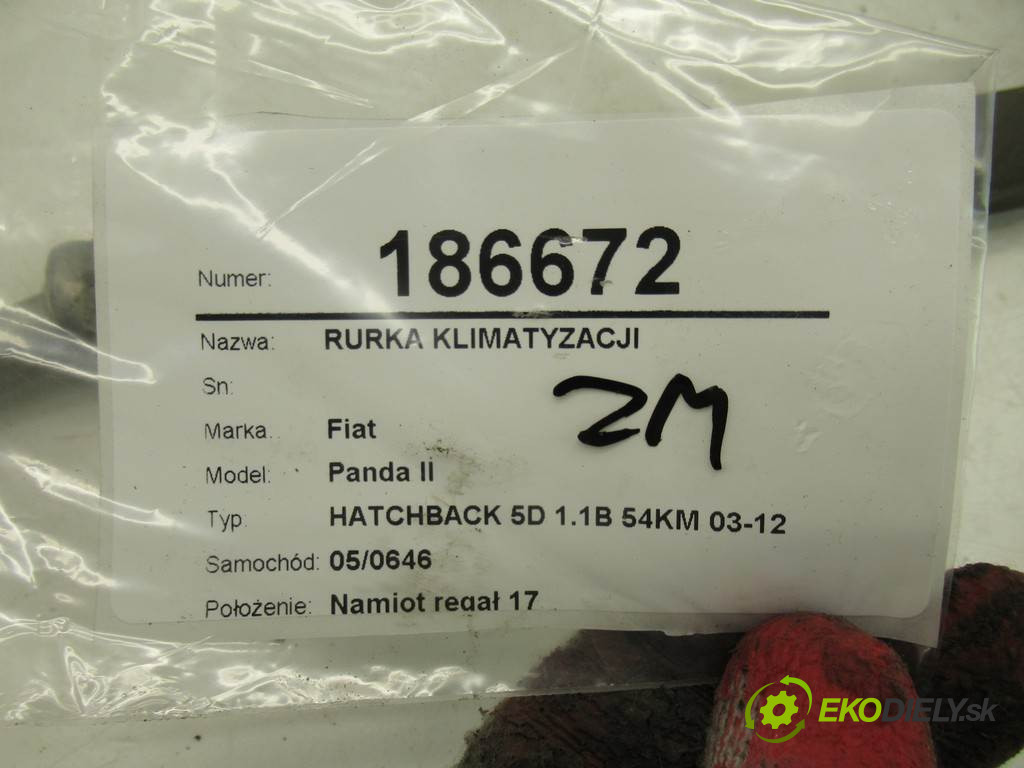 Numer: 186672
Nazwa: RURKA KLIMATYZACJI
Sn:
ZM
Marka: Fiat
Model: Panda II
Typ: HATCHBACK 5D 1.1B 54KM 03-12
Samochód: 05/0646
Położenie: Namiot regał 17
EKODIELY.sk